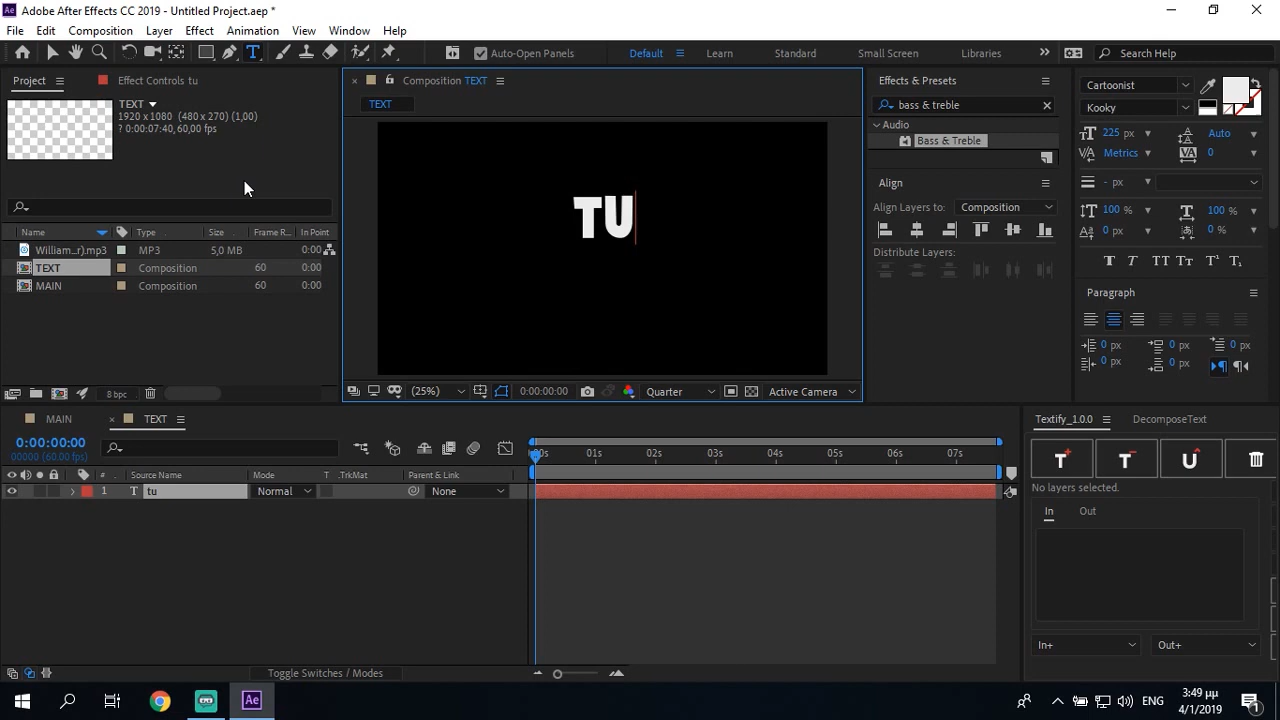 Adobe After Effects CC 2019 - Untitled Project.aep *
File Edit Composition Layer Effect Animation View Window Help
Auto-Open Panels Default Learn Standard Small Screen Libraries Search Help
Project Effect Controls tu
TEXT
1920 x 1080 (480 x 270) (1,00)
? 0:00:07:40, 60,00 fps
Name Type Size Frame R... In Point
William_...r).mp3 MP3 5,0 MB 0:00
TEXT Composition 60 0:00
MAIN Composition 60 0:00
8 bpc
Composition TEXT
TEXT
TU
(25%) 0:00:00:00 Quarter Active Camera
Effects & Presets
bass & treble
Audio
Bass & Treble
Align
Align Layers to: Composition
Distribute Layers:
Cartoonist
Kooky
225 px Auto
Metrics 0
- px
100 % 100 %
0 px 0 %
T T TT Tт T¹ T₁
Paragraph
0 px 0 px 0 px
0 px 0 px
MAIN TEXT
0:00:00:00
00000 (60.00 fps)
:00s 01s 02s 03s 04s 05s 06s 07s
# Source Name Mode T .TrkMat Parent & Link
1 T tu Normal None
Toggle Switches / Modes
Textify_1.0.0 DecomposeText
No layers selected.
In Out
In+ Out+
ENG 3:49 μμ
4/1/2019
1